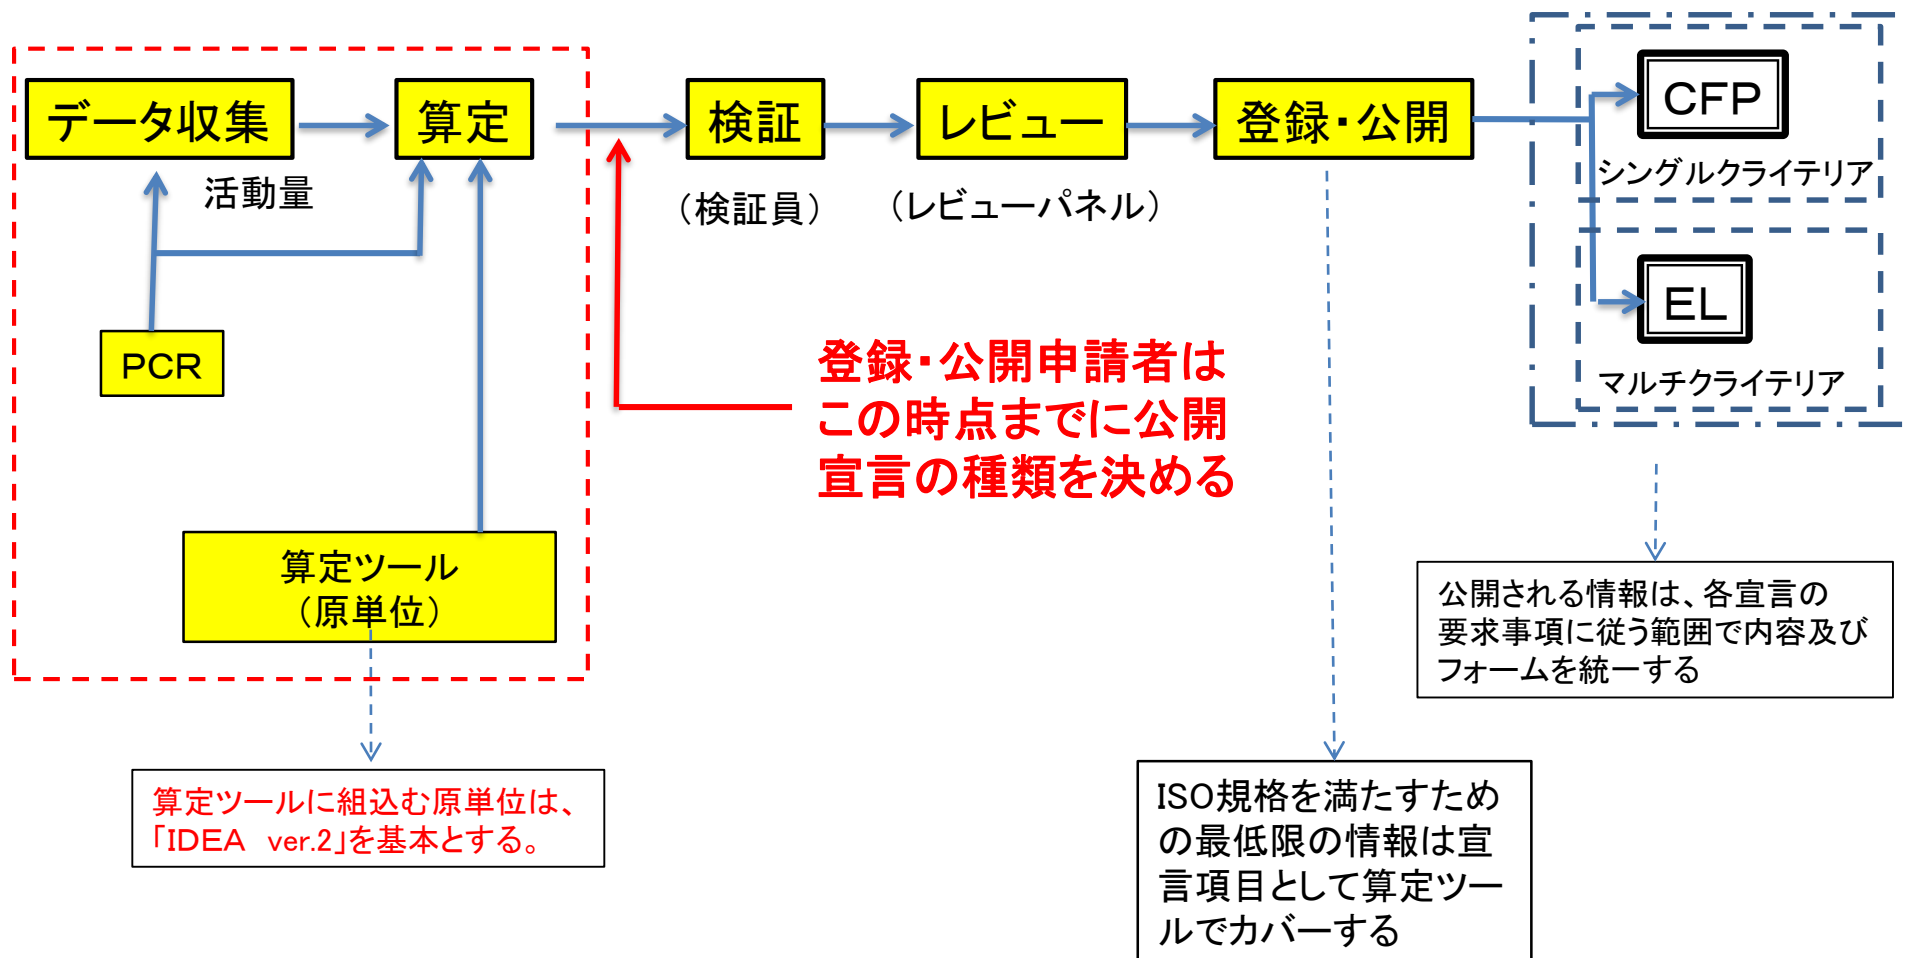 データ収集
算定
検証
レビュー
登録・公開
CFP
シングルクライテリア
活動量
（検証員）
（レビューパネル）
EL
マルチクライテリア
PCR
登録・公開申請者は
この時点までに公開
宣言の種類を決める
算定ツール
（原単位）
公開される情報は、各宣言の
要求事項に従う範囲で内容及び
フォームを統一する
算定ツールに組込む原単位は、
「IDEA　ver.2」を基本とする。
ISO規格を満たすため
の最低限の情報は宣
言項目として算定ツー
ルでカバーする